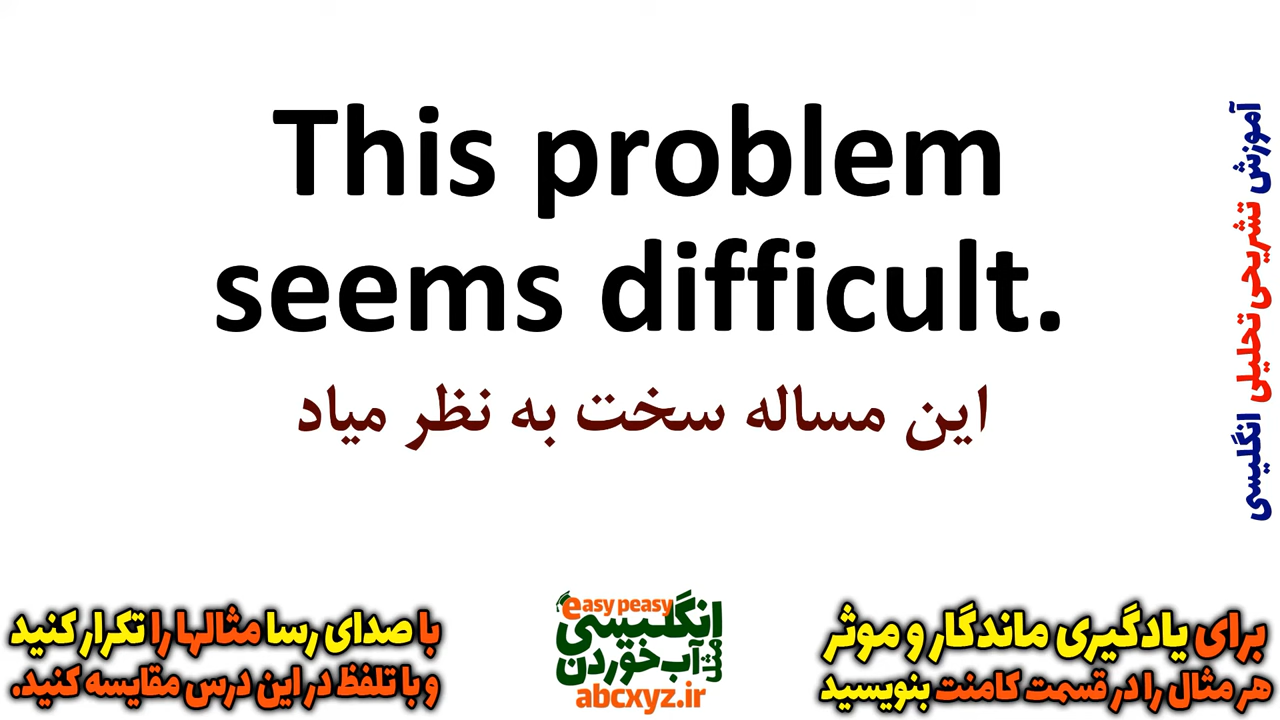 This problem
seems difficult.
این مساله سخت به نظر میاد
آموزش تشریحی تحلیلی انگلیسی
با صدای رسا مثالها را تکرار کنید
و با تلفظ در این درس مقایسه کنید.
easy peasy
انگلیسی
مثل آب خوردن
abcxyz.ir
برای یادگیری ماندگار و موثر
هر مثال را در قسمت کامنت بنویسید